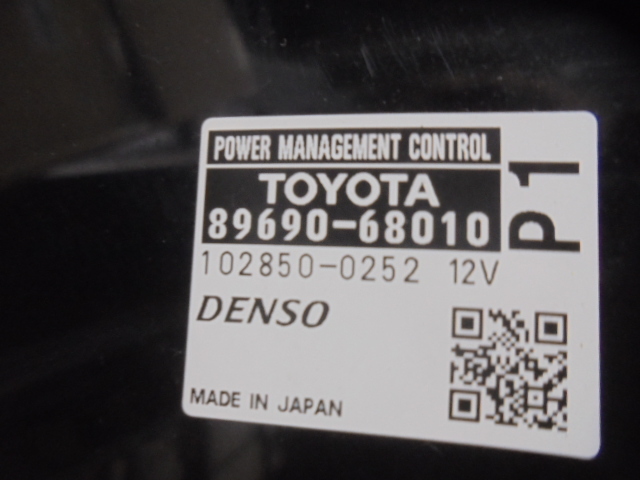 POWER MANAGEMENT CONTROL
TOYOTA
89690-68010
P1
102850-0252 12V
DENSO
MADE IN JAPAN